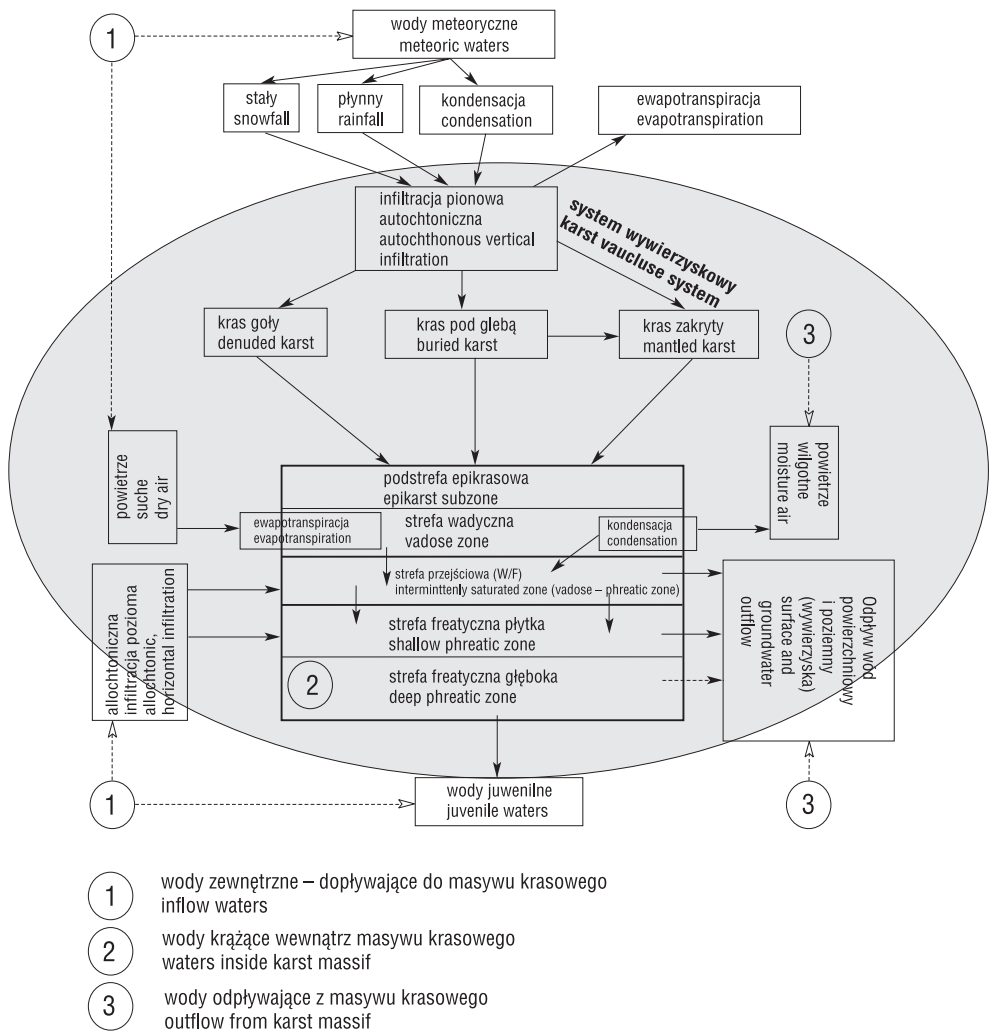 1
wody meteoryczne
meteoric waters
stały
snowfall
płynny
rainfall
kondensacja
condensation
ewapotranspiracja
evapotranspiration
infiltracja pionowa
autochtoniczna
autochthonous vertical
infiltration
system wywierzyskowy
karst vaucluse system
kras goły
denuded karst
kras pod glebą
buried karst
kras zakryty
mantled karst
3
powietrze
suche
dry air
powietrze
wilgotne
moisture air
podstrefa epikrasowa
epikarst subzone
ewapotranspiracja
evapotranspiration
strefa wadyczna
vadose zone
kondensacja
condensation
strefa przejściowa (W/F)
interminttenly saturated zone (vadose – phreatic zone)
allochtoniczna
infiltracja pozioma
allochtonic,
horizontal infiltration
strefa freatyczna płytka
shallow phreatic zone
Odpływ wód
powierzchniowy
i poziemny
(wywierzyska)
surface and
groundwater
outflow
2
strefa freatyczna głęboka
deep phreatic zone
1
wody juwenilne
juvenile waters
3
1
wody zewnętrzne – dopływające do masywu krasowego
inflow waters
2
wody krążące wewnątrz masywu krasowego
waters inside karst massif
3
wody odpływające z masywu krasowego
outflow from karst massif